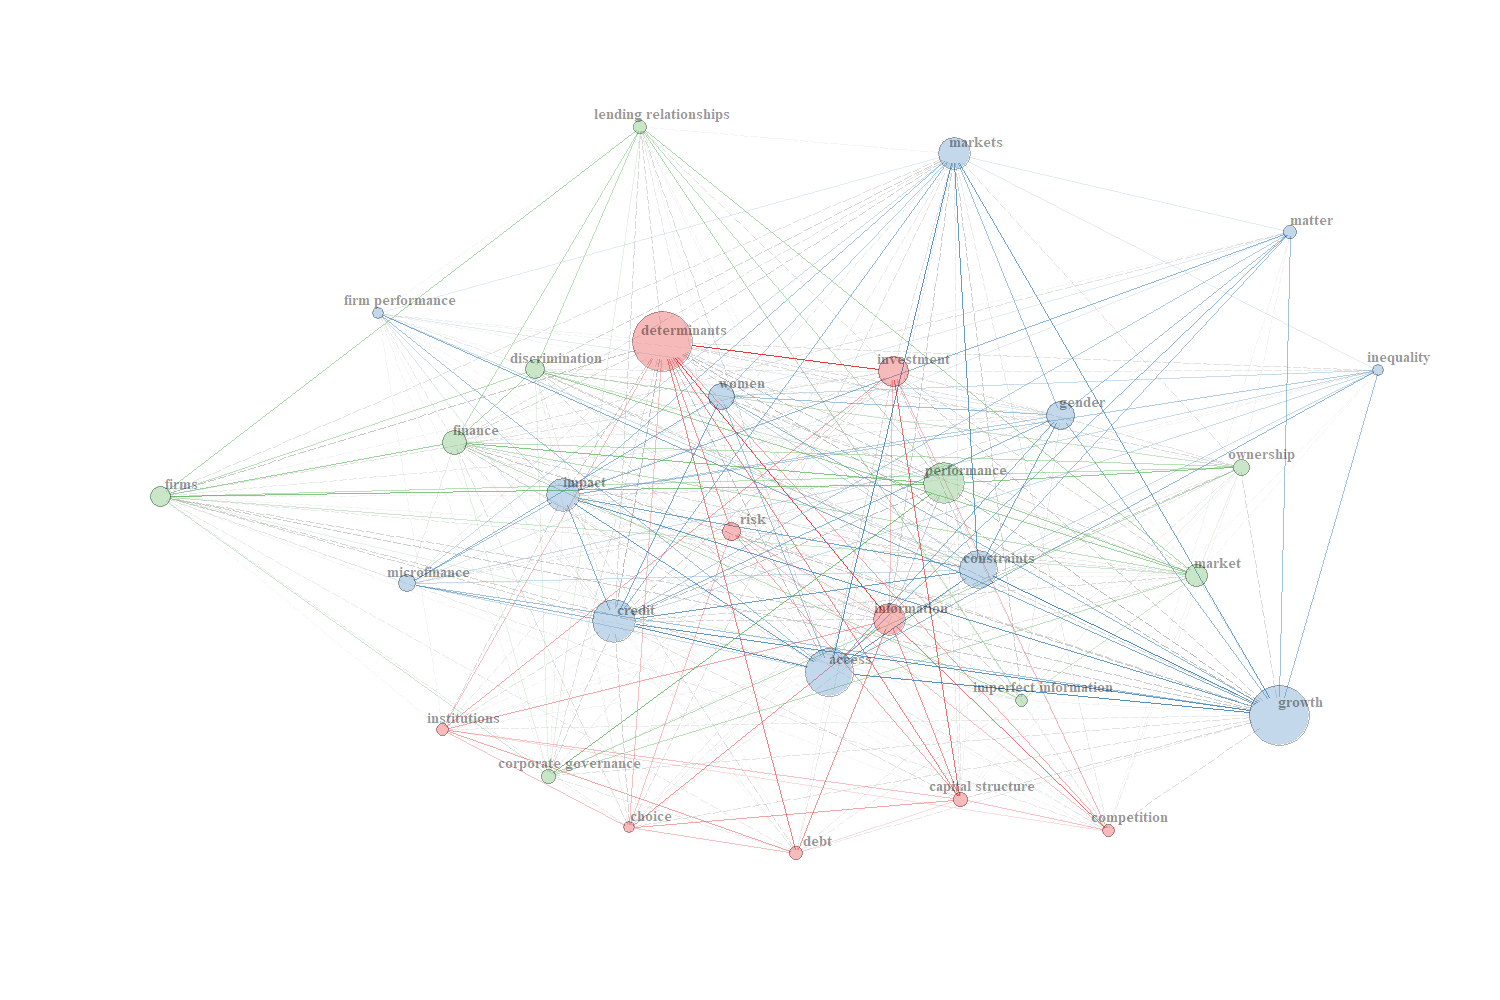 lending relationships
markets
matter
firm performance
determinants
discrimination
investment
inequality
women
gender
finance
ownership
performance
firms
impact
risk
constraints
market
microfinance
credit
information
access
imperfect information
growth
institutions
corporate governance
capital structure
choice
competition
debt